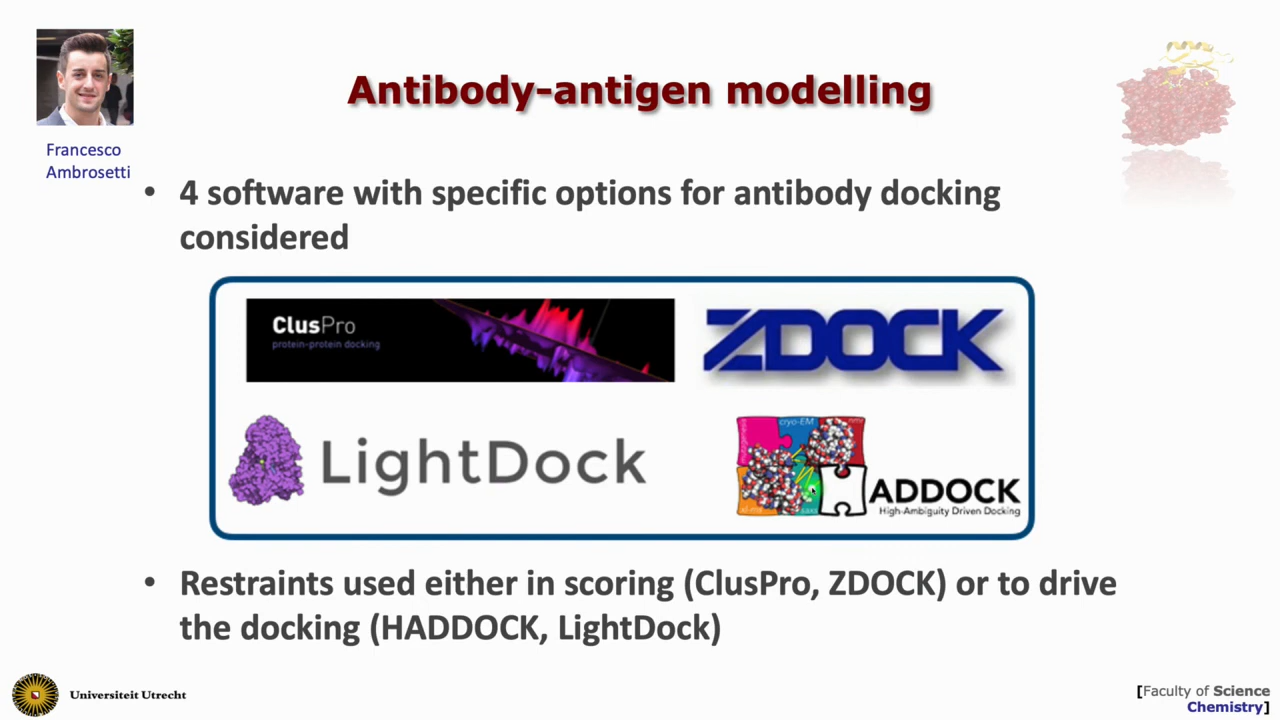 Antibody-antigen modelling
Francesco
Ambrosetti
• 4 software with specific options for antibody docking
considered
ClusPro
protein-protein docking
ZDOCK
LightDock
cryo-EM
ADDOCK
High-Ambiguity Driven Docking
• Restraints used either in scoring (ClusPro, ZDOCK) or to drive
the docking (HADDOCK, LightDock)
Universiteit Utrecht
[Faculty of Science
Chemistry]